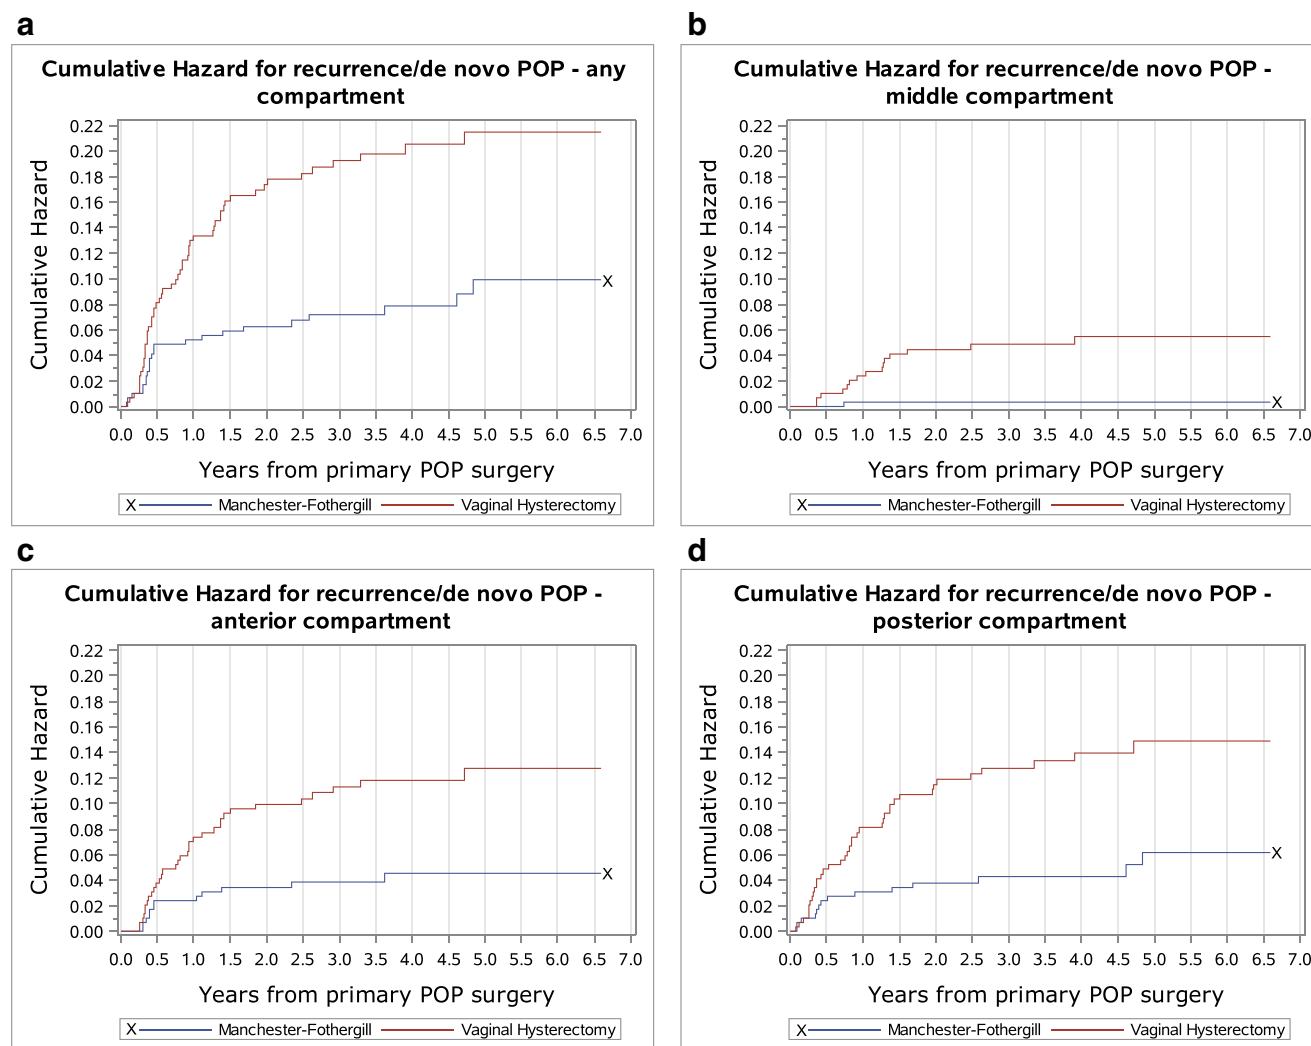 a
Cumulative Hazard for recurrence/de novo POP - any
compartment
Cumulative Hazard
0.22
0.20
0.18
0.16
0.14
0.12
0.10
0.08
0.06
0.04
0.02
0.00
X
0.0 0.5 1.0 1.5 2.0 2.5 3.0 3.5 4.0 4.5 5.0 5.5 6.0 6.5 7.0
Years from primary POP surgery
X Manchester-Fothergill Vaginal Hysterectomy
b
Cumulative Hazard for recurrence/de novo POP -
middle compartment
Cumulative Hazard
0.22
0.20
0.18
0.16
0.14
0.12
0.10
0.08
0.06
0.04
0.02
0.00
X
0.0 0.5 1.0 1.5 2.0 2.5 3.0 3.5 4.0 4.5 5.0 5.5 6.0 6.5 7.0
Years from primary POP surgery
X Manchester-Fothergill Vaginal Hysterectomy
c
Cumulative Hazard for recurrence/de novo POP -
anterior compartment
Cumulative Hazard
0.22
0.20
0.18
0.16
0.14
0.12
0.10
0.08
0.06
0.04
0.02
0.00
X
0.0 0.5 1.0 1.5 2.0 2.5 3.0 3.5 4.0 4.5 5.0 5.5 6.0 6.5 7.0
Years from primary POP surgery
X Manchester-Fothergill Vaginal Hysterectomy
d
Cumulative Hazard for recurrence/de novo POP -
posterior compartment
Cumulative Hazard
0.22
0.20
0.18
0.16
0.14
0.12
0.10
0.08
0.06
0.04
0.02
0.00
X
0.0 0.5 1.0 1.5 2.0 2.5 3.0 3.5 4.0 4.5 5.0 5.5 6.0 6.5 7.0
Years from primary POP surgery
X Manchester-Fothergill Vaginal Hysterectomy